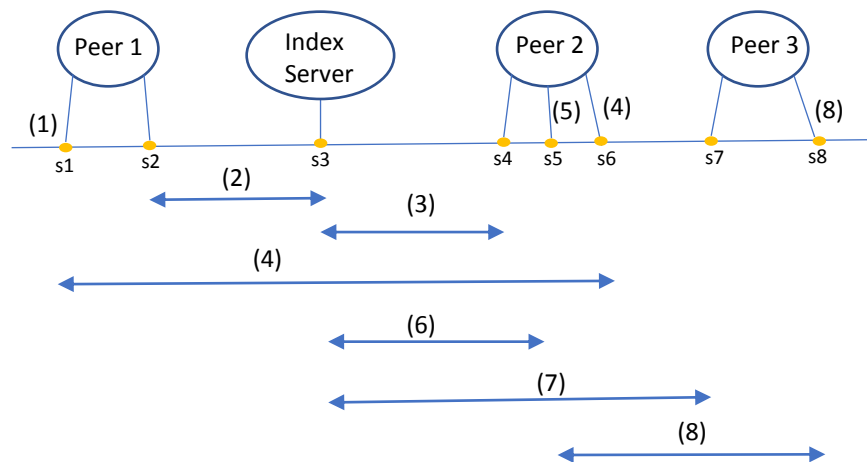 Peer 1
Index
Server
Peer 2
Peer 3
(1)
(5)
(4)
(8)
s1
s2
s3
s4
s5
s6
s7
s8
(2)
(3)
(4)
(6)
(7)
(8)